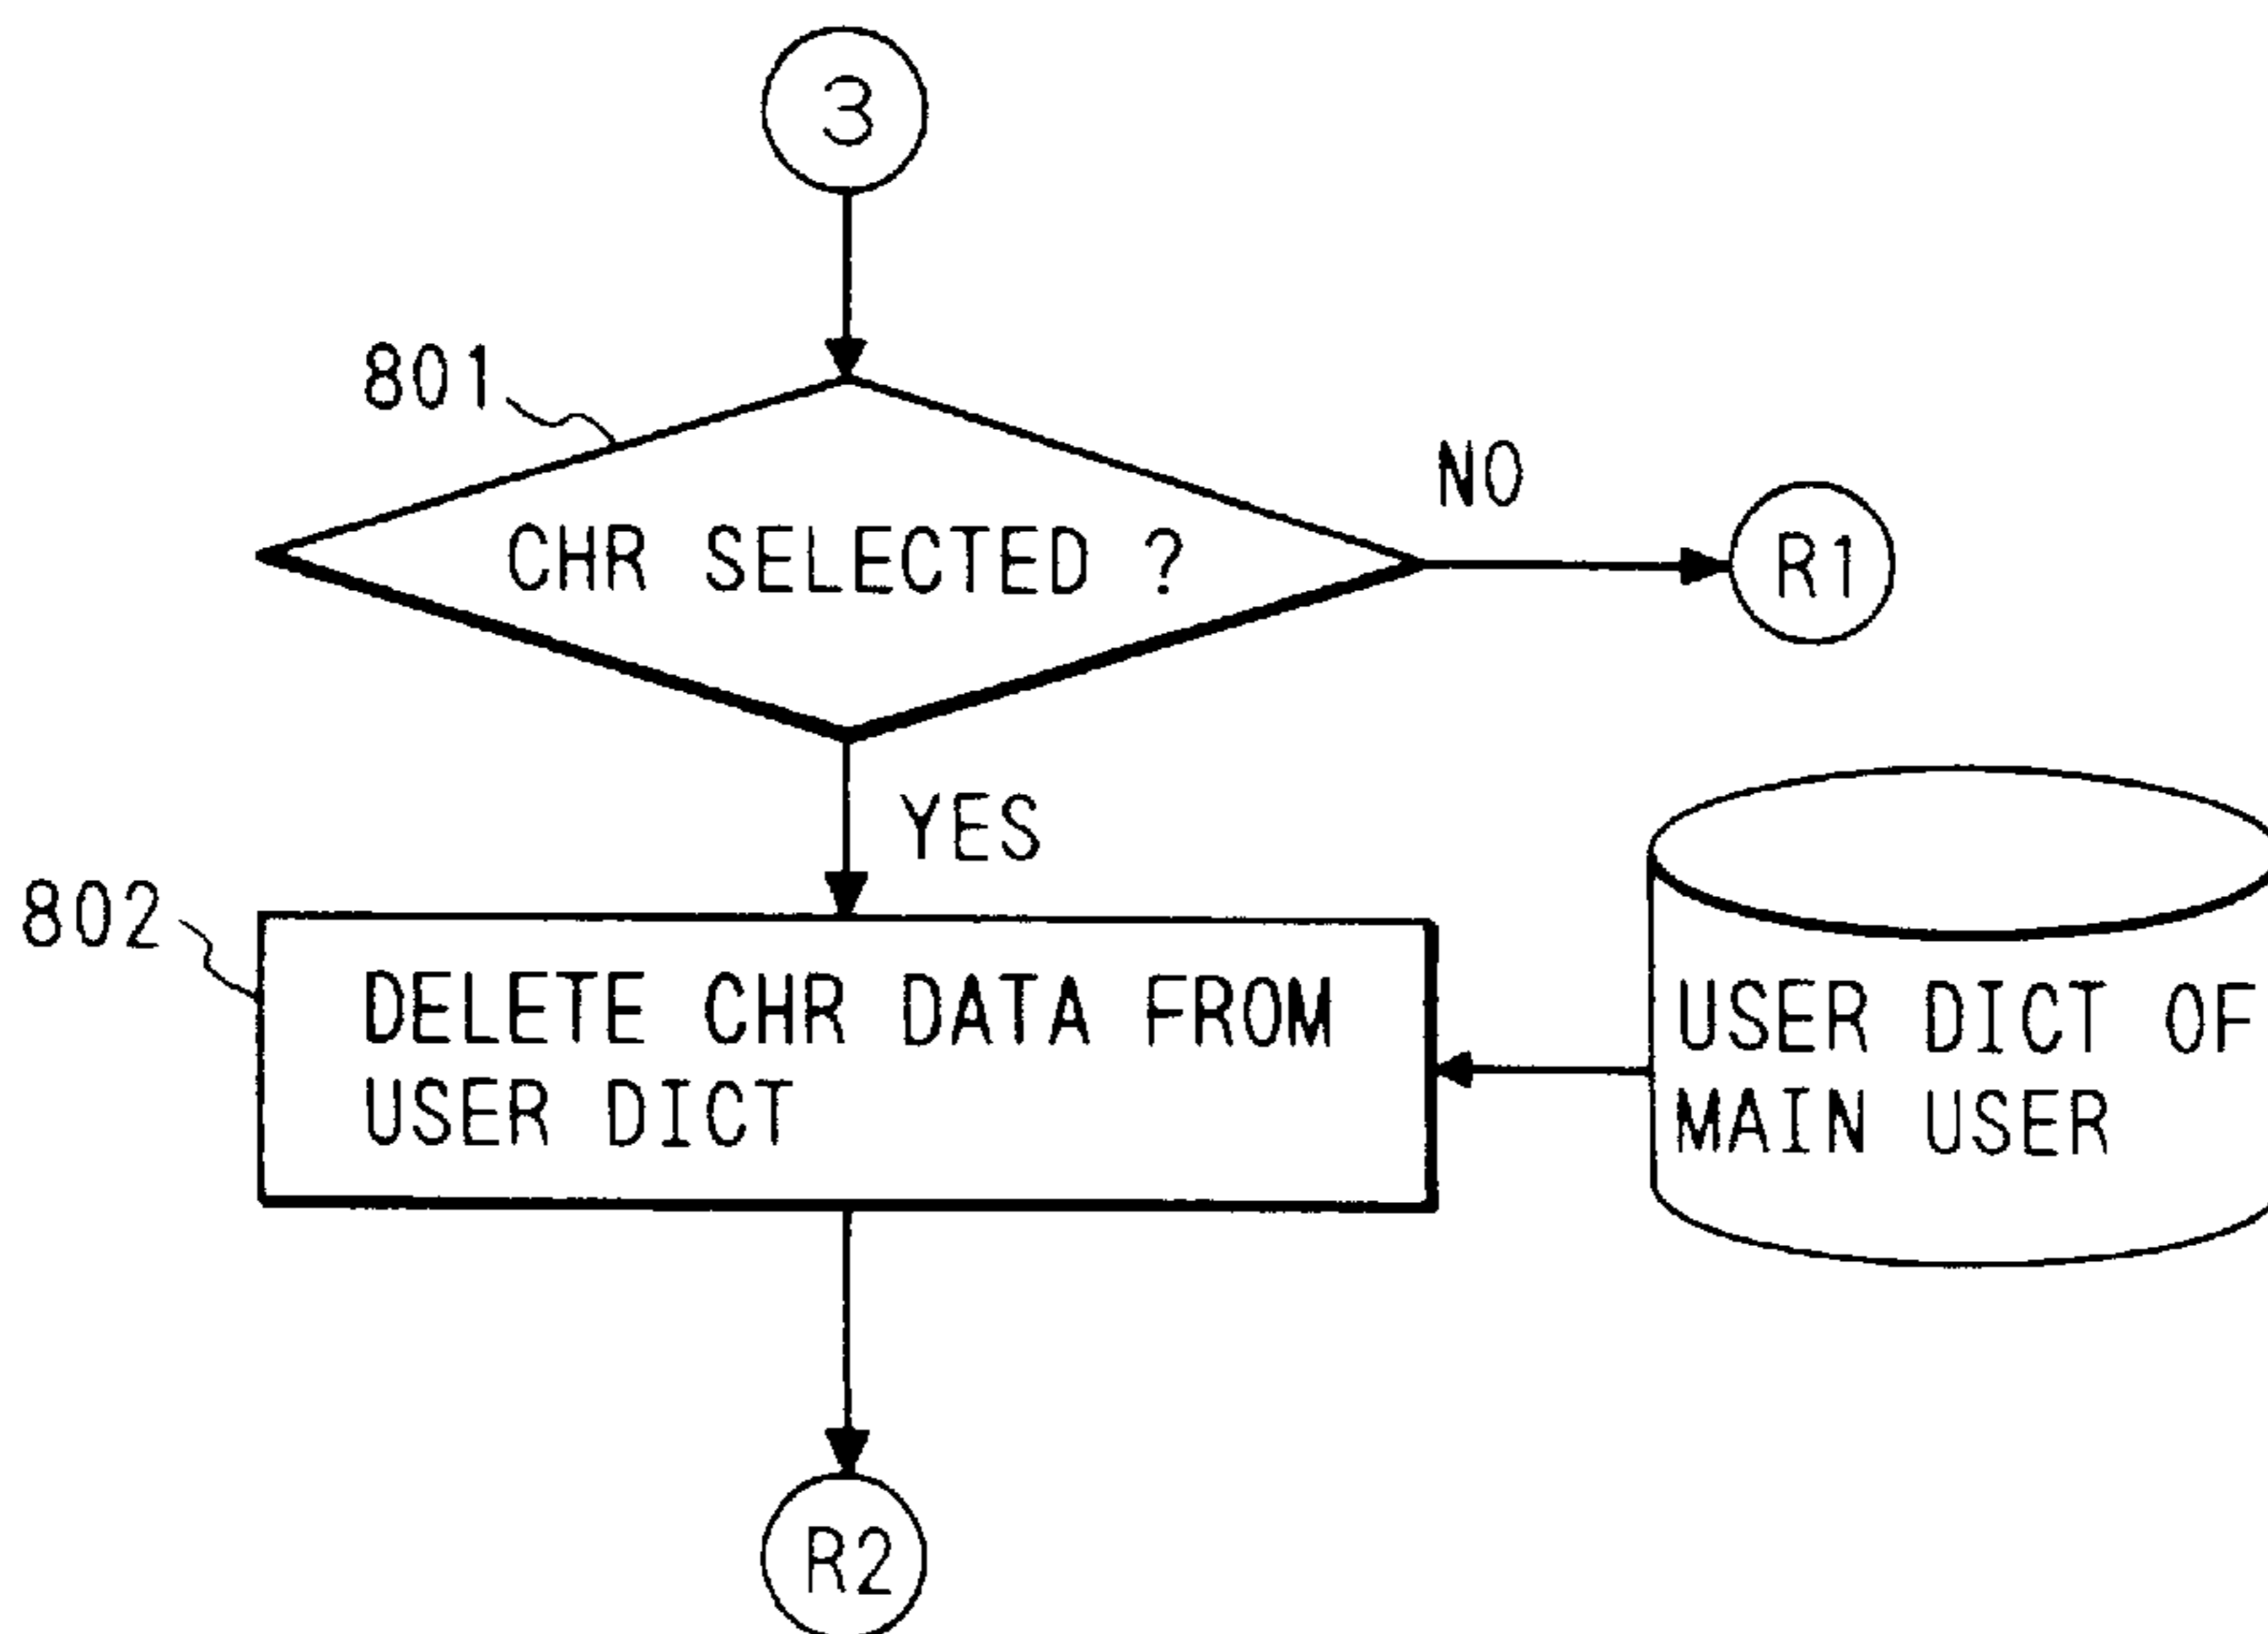 3
801
CHR SELECTED ?
NO
R1
YES
802
DELETE CHR DATA FROM
USER DICT
USER DICT OF
MAIN USER
R2